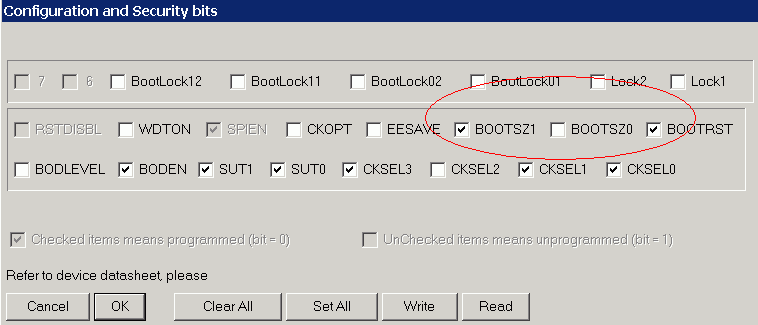 Configuration and Security bits
7 6 BootLock12 BootLock11 BootLock02 BootLock01 Lock2 Lock1
RSTDISBL WDTON SPIEN CKOPT EESAVE BOOTSZ1 BOOTSZ0 BOOTRST
BODLEVEL BODEN SUT1 SUT0 CKSEL3 CKSEL2 CKSEL1 CKSEL0
Checked items means programmed (bit = 0) UnChecked items means unprogrammed (bit = 1)
Refer to device datasheet, please
Cancel OK Clear All Set All Write Read